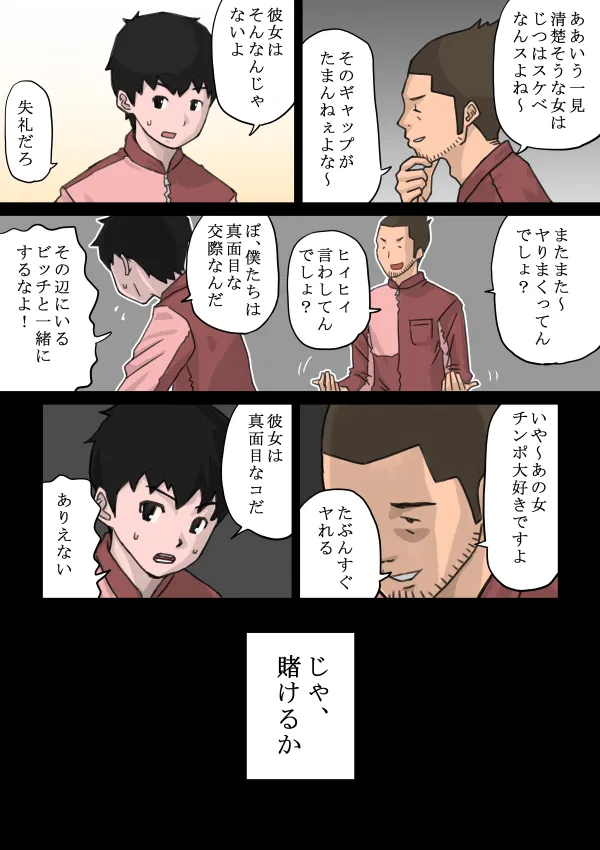 ああいう一見
清楚そうな女は
じつはスケベ
なんスよね～
そのギャップが
たまんねぇよな～
彼女は
そんなんじゃ
ないよ
失礼だろ
またまた～
ヤりまくってん
でしょ？
ヒイヒイ
言わしてん
でしょ？
ぼ、僕たちは
真面目な
交際なんだ
その辺にいる
ビッチと一緒に
するなよ！
いや～あの女
チンポ大好きですよ
たぶんすぐ
ヤれる
彼女は
真面目なコだ
ありえない
じゃ、
賭けるか